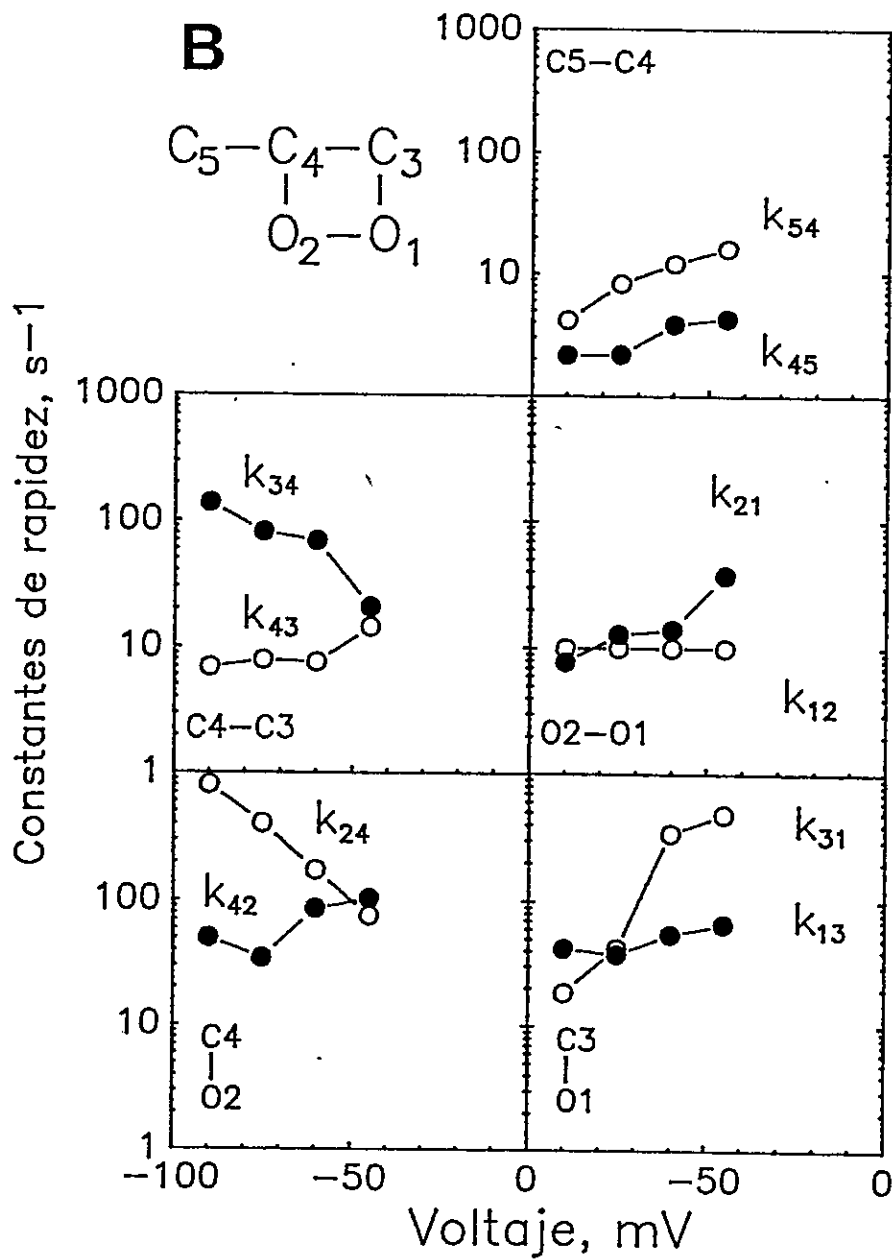 B
C5–C4
C₅–C₄–C₃
O₂–O₁
1000
100
10
k₅₄
k₄₅
Constantes de rapidez, s–1
1000
100
10
1
k₃₄
k₄₃
C4–C3
k₂₁
k₁₂
O2–O1
100
10
1
k₂₄
k₄₂
C4
O2
k₃₁
k₁₃
C3
O1
−100 −50 0 −50 0
Voltaje, mV